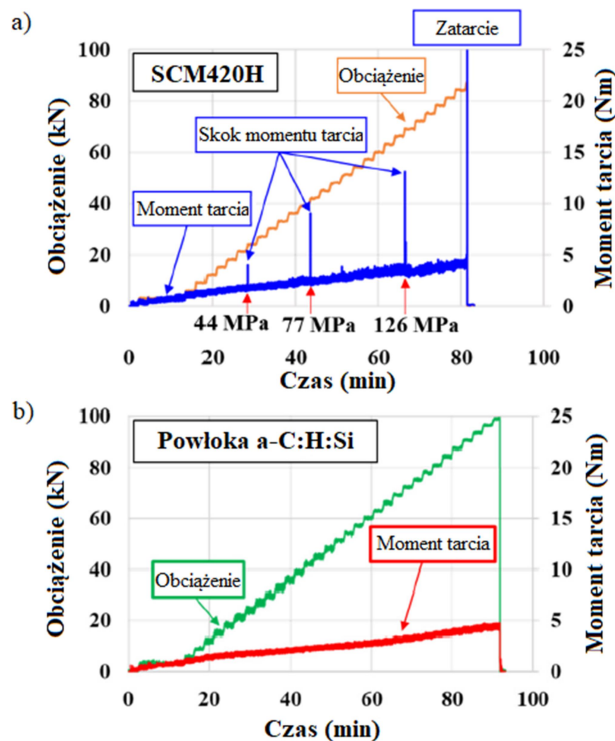 a)
Zatarcie
SCM420H
Obciążenie
Skok momentu tarcia
Moment tarcia
Obciążenie (kN)
100
80
60
40
20
0
Moment tarcia (Nm)
25
20
15
10
5
0
44 MPa
77 MPa
126 MPa
0
20
40
60
80
100
Czas (min)
b)
Powłoka a-C:H:Si
Moment tarcia
Obciążenie
Obciążenie (kN)
100
80
60
40
20
0
Moment tarcia (Nm)
25
20
15
10
5
0
0
20
40
60
80
100
Czas (min)